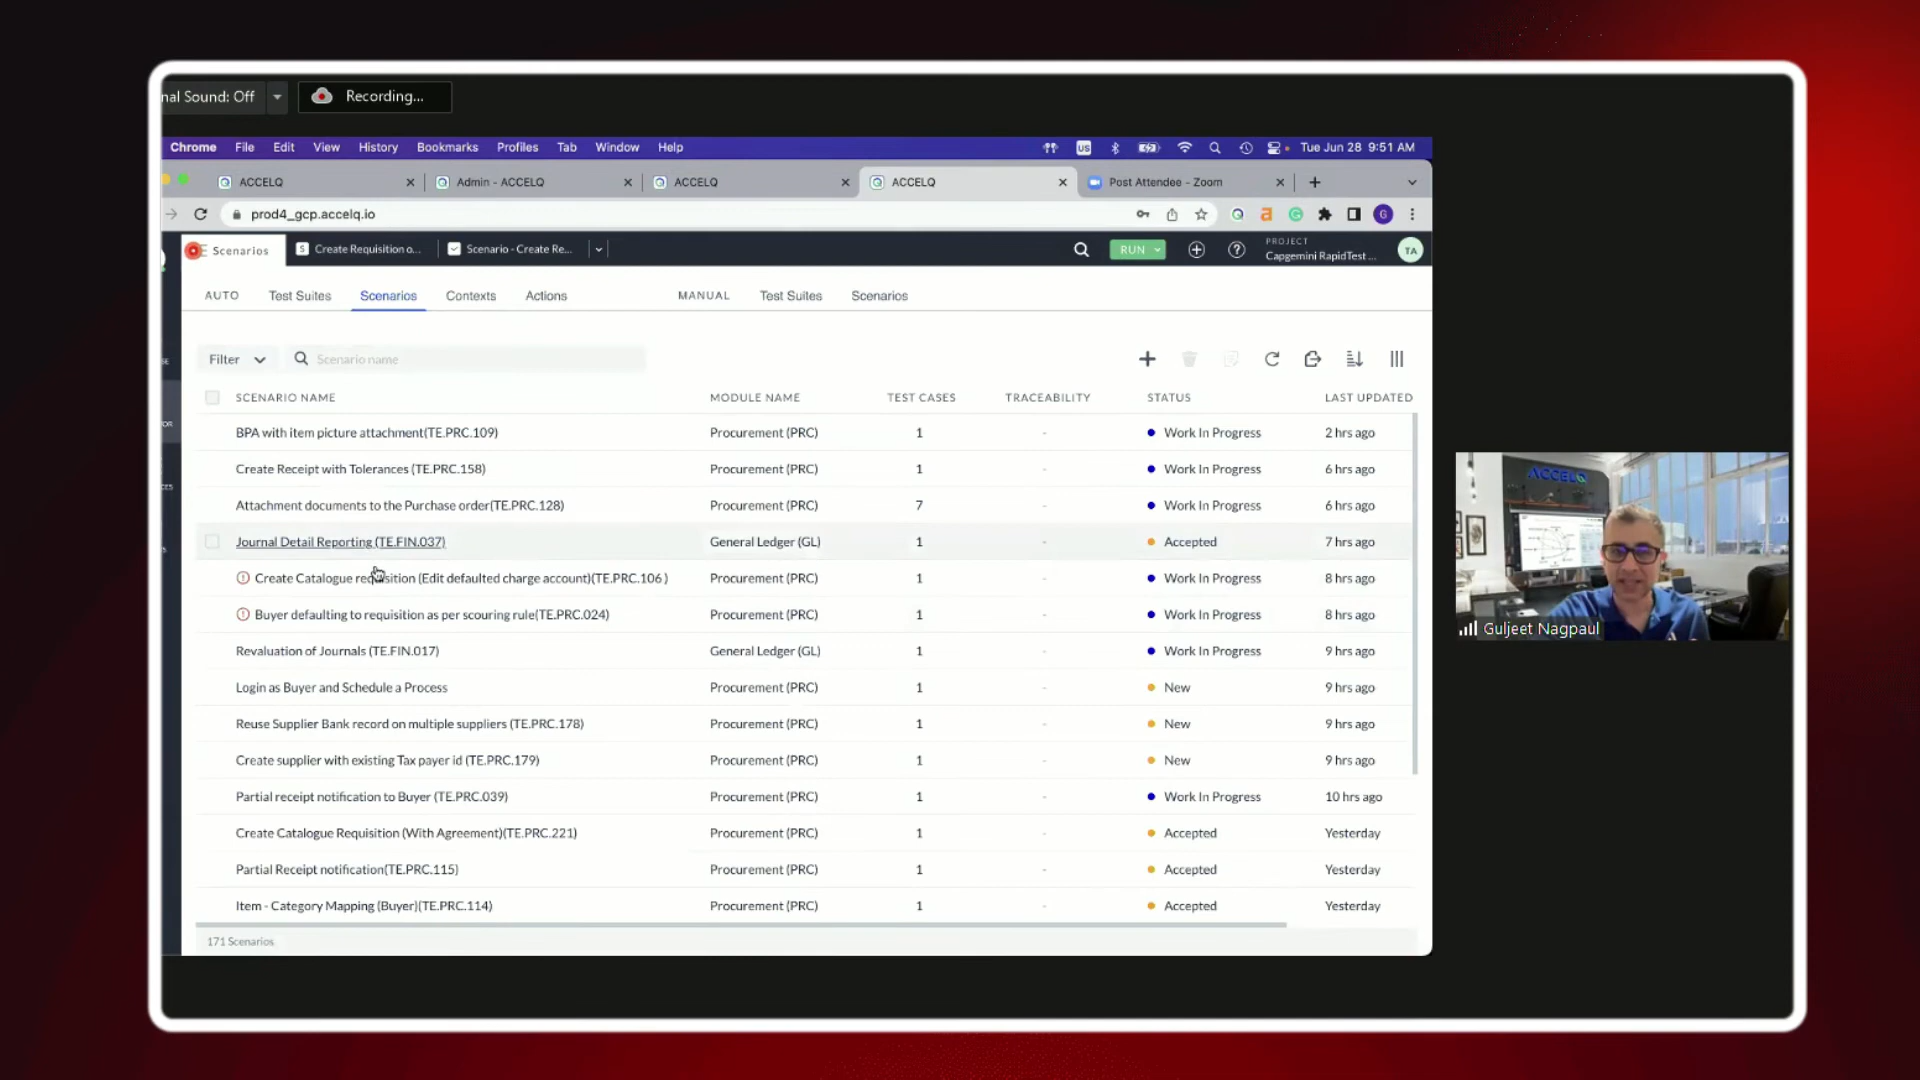 nal Sound: Off
Recording...
Chrome File Edit View History Bookmarks Profiles Tab Window Help
US
Tue Jun 28 9:51 AM
ACCELQ
Admin - ACCELQ
ACCELQ
ACCELQ
Post Attendee - Zoom
prod4_gcp.accelq.io
G
Scenarios
S Create Requisition o...
Scenario - Create Re...
RUN
PROJECT
Capgemini RapidTest ...
TA
AUTO Test Suites Scenarios Contexts Actions MANUAL Test Suites Scenarios
Filter Scenario name
SCENARIO NAME MODULE NAME TEST CASES TRACEABILITY STATUS LAST UPDATED
BPA with item picture attachment(TE.PRC.109) Procurement (PRC) 1 - Work In Progress 2 hrs ago
Create Receipt with Tolerances (TE.PRC.158) Procurement (PRC) 1 - Work In Progress 6 hrs ago
Attachment documents to the Purchase order(TE.PRC.128) Procurement (PRC) 7 - Work In Progress 6 hrs ago
Journal Detail Reporting (TE.FIN.037) General Ledger (GL) 1 - Accepted 7 hrs ago
Create Catalogue requisition (Edit defaulted charge account)(TE.PRC.106 ) Procurement (PRC) 1 - Work In Progress 8 hrs ago
Buyer defaulting to requisition as per scouring rule(TE.PRC.024) Procurement (PRC) 1 - Work In Progress 8 hrs ago
Revaluation of Journals (TE.FIN.017) General Ledger (GL) 1 - Work In Progress 9 hrs ago
Login as Buyer and Schedule a Process Procurement (PRC) 1 - New 9 hrs ago
Reuse Supplier Bank record on multiple suppliers (TE.PRC.178) Procurement (PRC) 1 - New 9 hrs ago
Create supplier with existing Tax payer id (TE.PRC.179) Procurement (PRC) 1 - New 9 hrs ago
Partial receipt notification to Buyer (TE.PRC.039) Procurement (PRC) 1 - Work In Progress 10 hrs ago
Create Catalogue Requisition (With Agreement)(TE.PRC.221) Procurement (PRC) 1 - Accepted Yesterday
Partial Receipt notification(TE.PRC.115) Procurement (PRC) 1 - Accepted Yesterday
Item - Category Mapping (Buyer)(TE.PRC.114) Procurement (PRC) 1 - Accepted Yesterday
171 Scenarios
ACCELQ
Guljeet Nagpaul